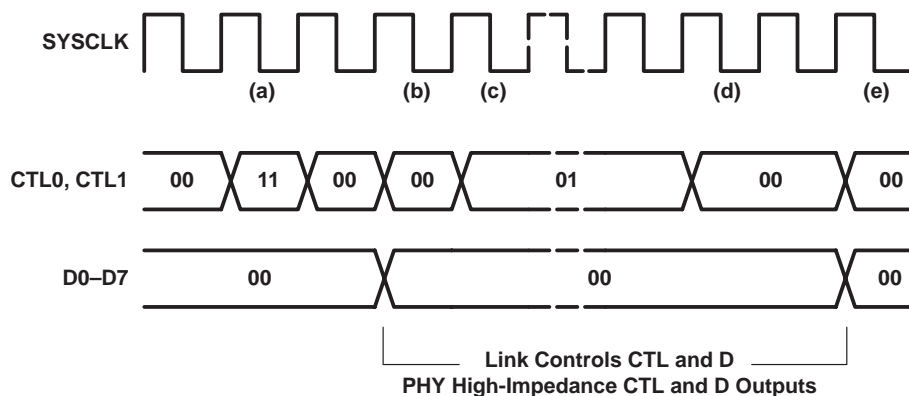 SYSCLK
(a) (b) (c) (d) (e)
CTL0, CTL1 00 11 00 00 01 00 00
D0–D7 00 00 00
Link Controls CTL and D
PHY High-Impedance CTL and D Outputs